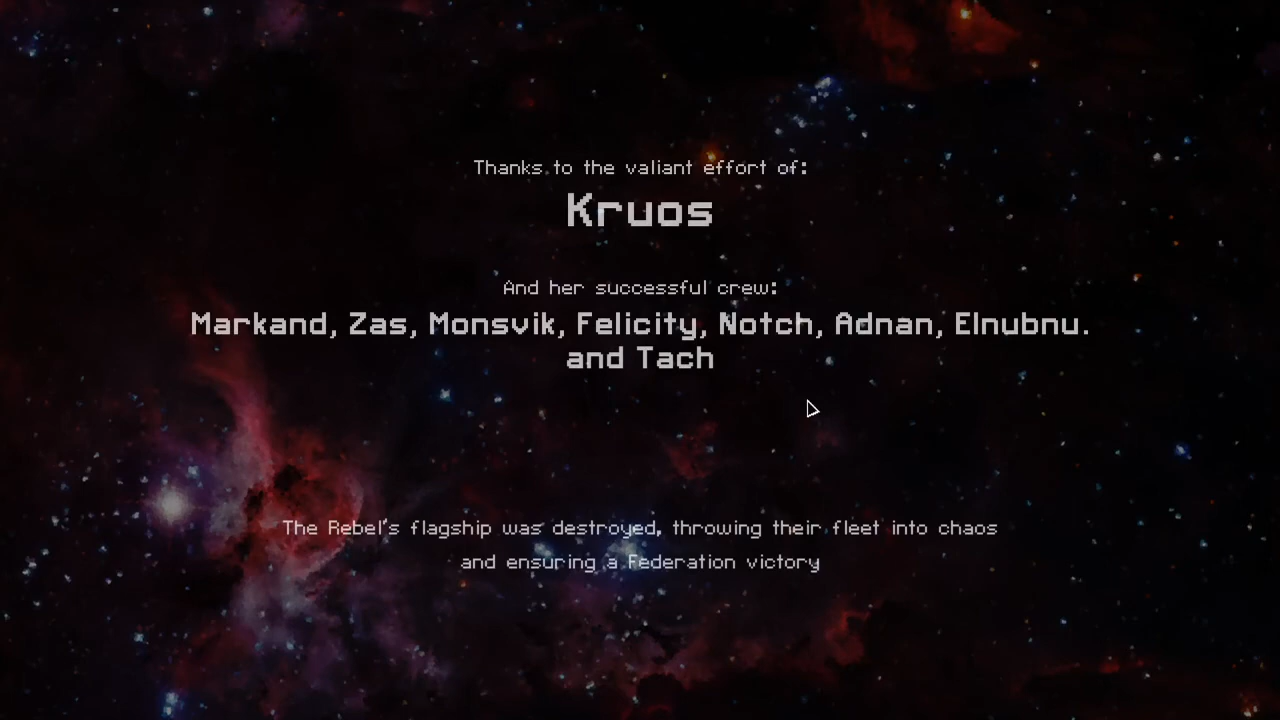 Thanks to the valiant effort of:
Kruos
And her successful crew:
Markand, Zas, Monsvik, Felicity, Notch, Adnan, Elnubnu.
and Tach
The Rebel's flagship was destroyed, throwing their fleet into chaos
and ensuring a Federation victory